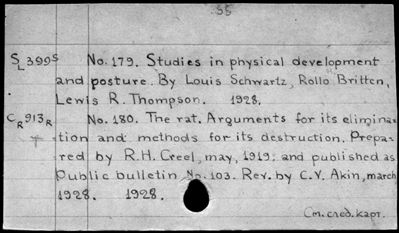 55
S L 399S No. 179. Studies in physical development
and posture. By Louis Schwartz, Rollo Britten,
Lewis R. Thompson. 1928.
C R 913R No. 180. The rat. Arguments for its elimina-
tion and methods for its destruction. Prepa-
red by R.H. Creel, may, 1919. and published as
Public bulletin No. 103. Rev. by C.V. Akin, march
1928. 1928.
См. след. карт.